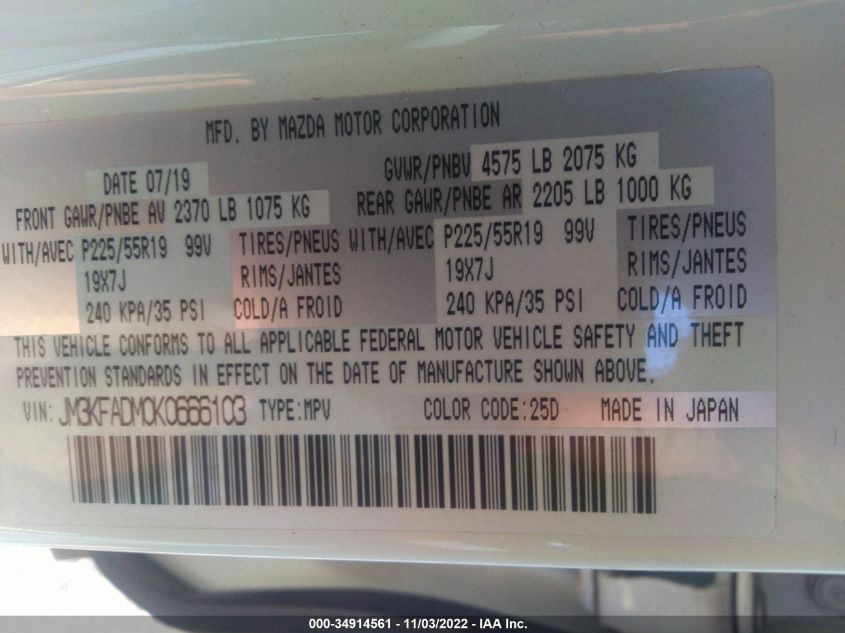 MFD. BY MAZDA MOTOR CORPORATION
DATE 07/19 GVWR/PNBV 4575 LB 2075 KG
FRONT GAWR/PNBE AV 2370 LB 1075 KG REAR GAWR/PNBE AR 2205 LB 1000 KG
WITH/AVEC P225/55R19 99V TIRES/PNEUS WITH/AVEC P225/55R19 99V TIRES/PNEUS
19X7J RIMS/JANTES 19X7J RIMS/JANTES
240 KPA/35 PSI COLD/A FROID 240 KPA/35 PSI COLD/A FROID
THIS VEHICLE CONFORMS TO ALL APPLICABLE FEDERAL MOTOR VEHICLE SAFETY AND THEFT
PREVENTION STANDARDS IN EFFECT ON THE DATE OF MANUFACTURE SHOWN ABOVE.
VIN: JM3KFADM0K0666103 TYPE:MPV COLOR CODE:25D MADE IN JAPAN
000-34914561 - 11/03/2022 - IAA Inc.